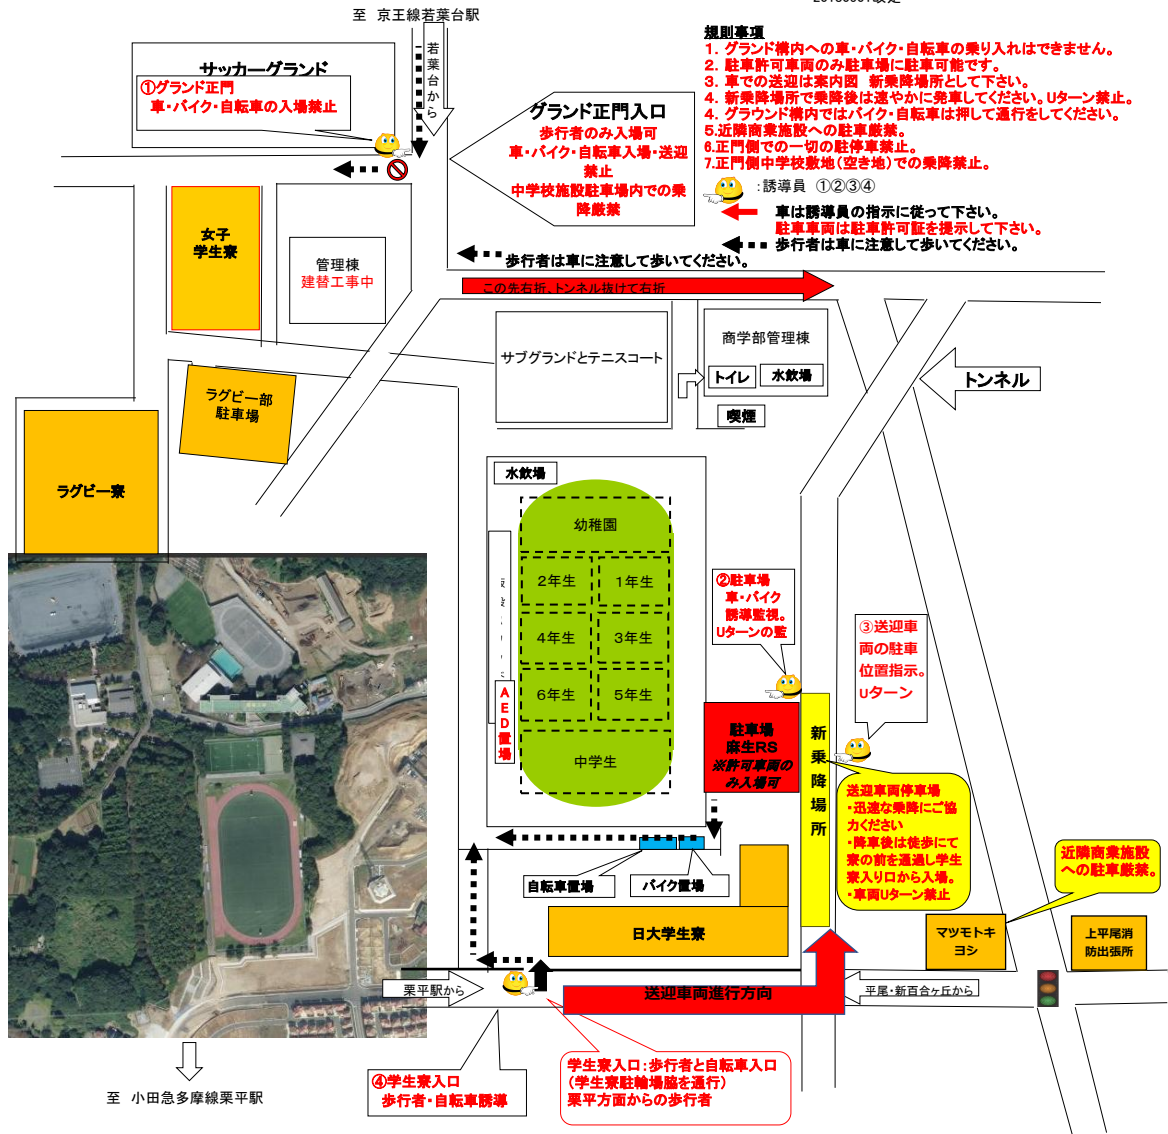 至　京王線若葉台駅
若葉台から
サッカーグランド
①グランド正門
車・バイク・自転車の入場禁止
グランド正門入口
歩行者のみ入場可
車・バイク・自転車入場・送迎
禁止
中学校施設駐車場内での乗
降厳禁
規則事項
1. グランド構内への車・バイク・自転車の乗り入れはできません。
2. 駐車許可車両のみ駐車場に駐車可能です。
3. 車での送迎は案内図　新乗降場所として下さい。
4. 新乗降場所で乗降後は速やかに発車してください。Uターン禁止。
4. グラウンド構内ではバイク・自転車は押して通行をしてください。
5.近隣商業施設への駐車厳禁。
6.正門側での一切の駐停車禁止。
7.正門側中学校敷地(空き地)での乗降禁止。
:誘導員　①②③④
車は誘導員の指示に従って下さい。
駐車車両は駐車許可証を提示して下さい。
歩行者は車に注意して歩いてください。
歩行者は車に注意して歩いてください。
この先右折、トンネル抜けて右折
女子
学生寮
管理棟
建替工事中
サブグランドとテニスコート
商学部管理棟
トイレ
水飲場
喫煙
トンネル
ラグビー部
駐車場
ラグビー寮
水飲場
幼稚園
2年生
1年生
4年生
3年生
6年生
5年生
中学生
AED置場
②駐車場
車・バイク
誘導監視。
Uターンの監
③送迎車
両の駐車
位置指示。
Uターン
駐車場
麻生RS
※許可車両の
み入場可
新乗降場所
送迎車両停車場
・迅速な乗降にご協
力ください
・降車後は徒歩にて
寮の前を通過し学生
寮入り口から入場。
・車両Uターン禁止
近隣商業施設
への駐車厳禁。
自転車置場
バイク置場
日大学生寮
マツモトキ
ヨシ
上平尾消
防出張所
栗平駅から
送迎車両進行方向
平尾・新百合ヶ丘から
④学生寮入口
歩行者・自転車誘導
学生寮入口:歩行者と自転車入口
(学生寮駐輪場脇を通行)
栗平方面からの歩行者
至　小田急多摩線栗平駅